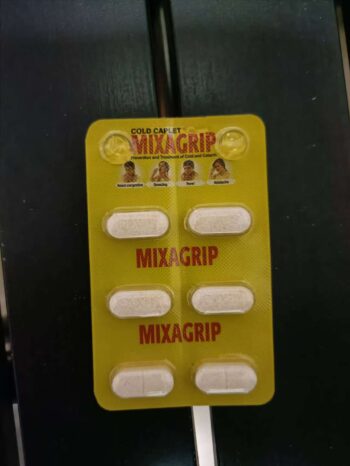 COLD CAPLET
MIXAGRIP
Prevention and Treatment of Cold and Catarrh
Nasal congestion Sneezing Fever Headache
MIXAGRIP
MIXAGRIP